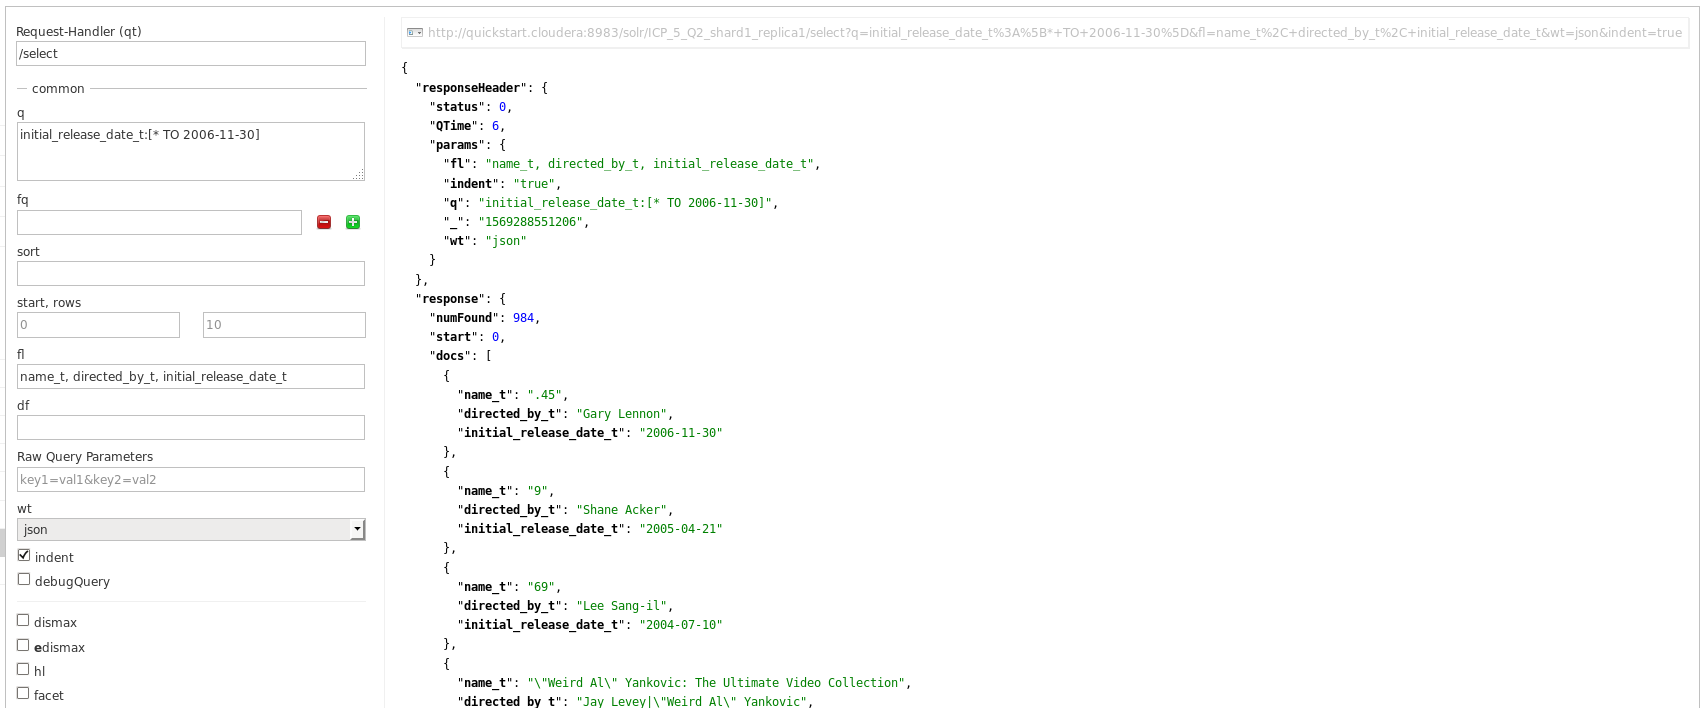 Request-Handler (qt)
/select
common
q
initial_release_date_t:[* TO 2006-11-30]
fq
sort
start, rows
0
10
fl
name_t, directed_by_t, initial_release_date_t
df
Raw Query Parameters
key1=val1&key2=val2
wt
json
indent
debugQuery
dismax
edismax
hl
facet
http://quickstart.cloudera:8983/solr/ICP_5_Q2_shard1_replica1/select?q=initial_release_date_t%3A%5B*+TO+2006-11-30%5D&fl=name_t%2C+directed_by_t%2C+initial_release_date_t&wt=json&indent=true
{
"responseHeader": {
"status": 0,
"QTime": 6,
"params": {
"fl": "name_t, directed_by_t, initial_release_date_t",
"indent": "true",
"q": "initial_release_date_t:[* TO 2006-11-30]",
"_": "1569288551206",
"wt": "json"
}
},
"response": {
"numFound": 984,
"start": 0,
"docs": [
{
"name_t": ".45",
"directed_by_t": "Gary Lennon",
"initial_release_date_t": "2006-11-30"
},
{
"name_t": "9",
"directed_by_t": "Shane Acker",
"initial_release_date_t": "2005-04-21"
},
{
"name_t": "69",
"directed_by_t": "Lee Sang-il",
"initial_release_date_t": "2004-07-10"
},
{
"name_t": "\"Weird Al\" Yankovic: The Ultimate Video Collection",
"directed_by_t": "Jay Levey|\"Weird Al\" Yankovic",